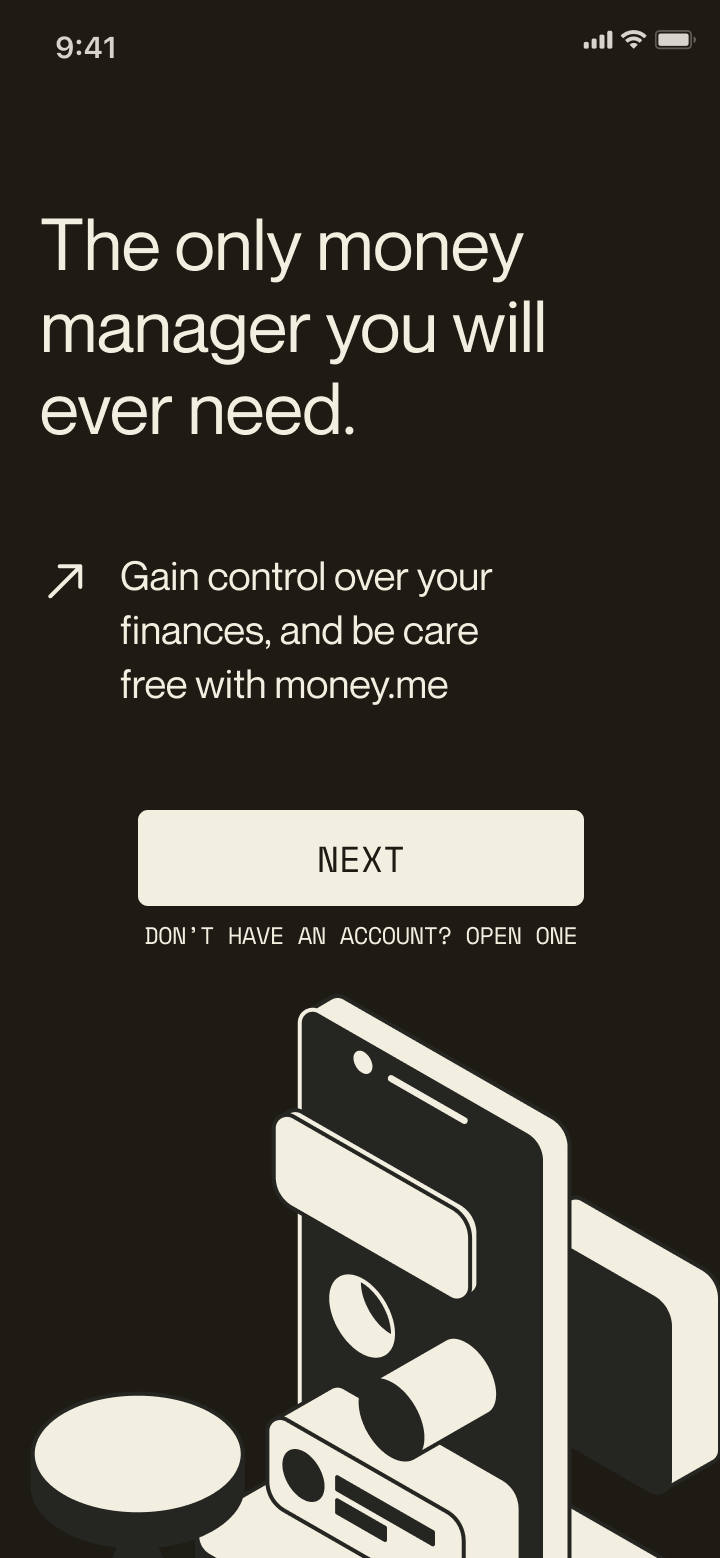 9:41
The only money
manager you will
ever need.
Gain control over your
finances, and be care
free with money.me
NEXT
DON'T HAVE AN ACCOUNT? OPEN ONE